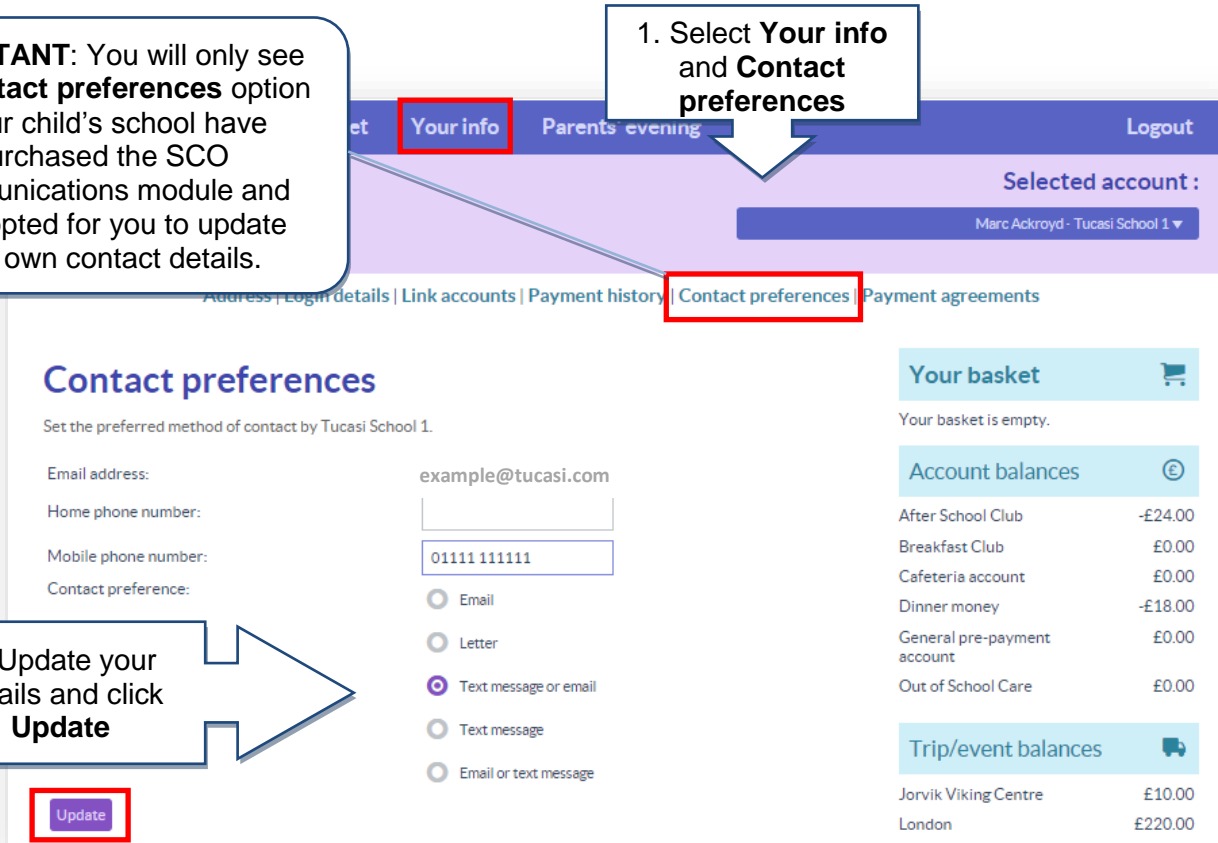 TANT: You will only see
tact preferences option
ur child's school have
urchased the SCO
unications module and
pted for you to update
own contact details.
1. Select Your info
and Contact
preferences
et Your info Parents' evening Logout
Selected account :
Marc Ackroyd - Tucasi School 1
Address | Login details | Link accounts | Payment history | Contact preferences | Payment agreements
Contact preferences
Set the preferred method of contact by Tucasi School 1.
Email address: example@tucasi.com
Home phone number:
Mobile phone number: 01111 111111
Contact preference:
Email
Letter
Text message or email
Text message
Email or text message
Update your
ails and click
Update
Update
Your basket
Your basket is empty.
Account balances
After School Club -£24.00
Breakfast Club £0.00
Cafeteria account £0.00
Dinner money -£18.00
General pre-payment £0.00
account
Out of School Care £0.00
Trip/event balances
Jorvik Viking Centre £10.00
London £220.00